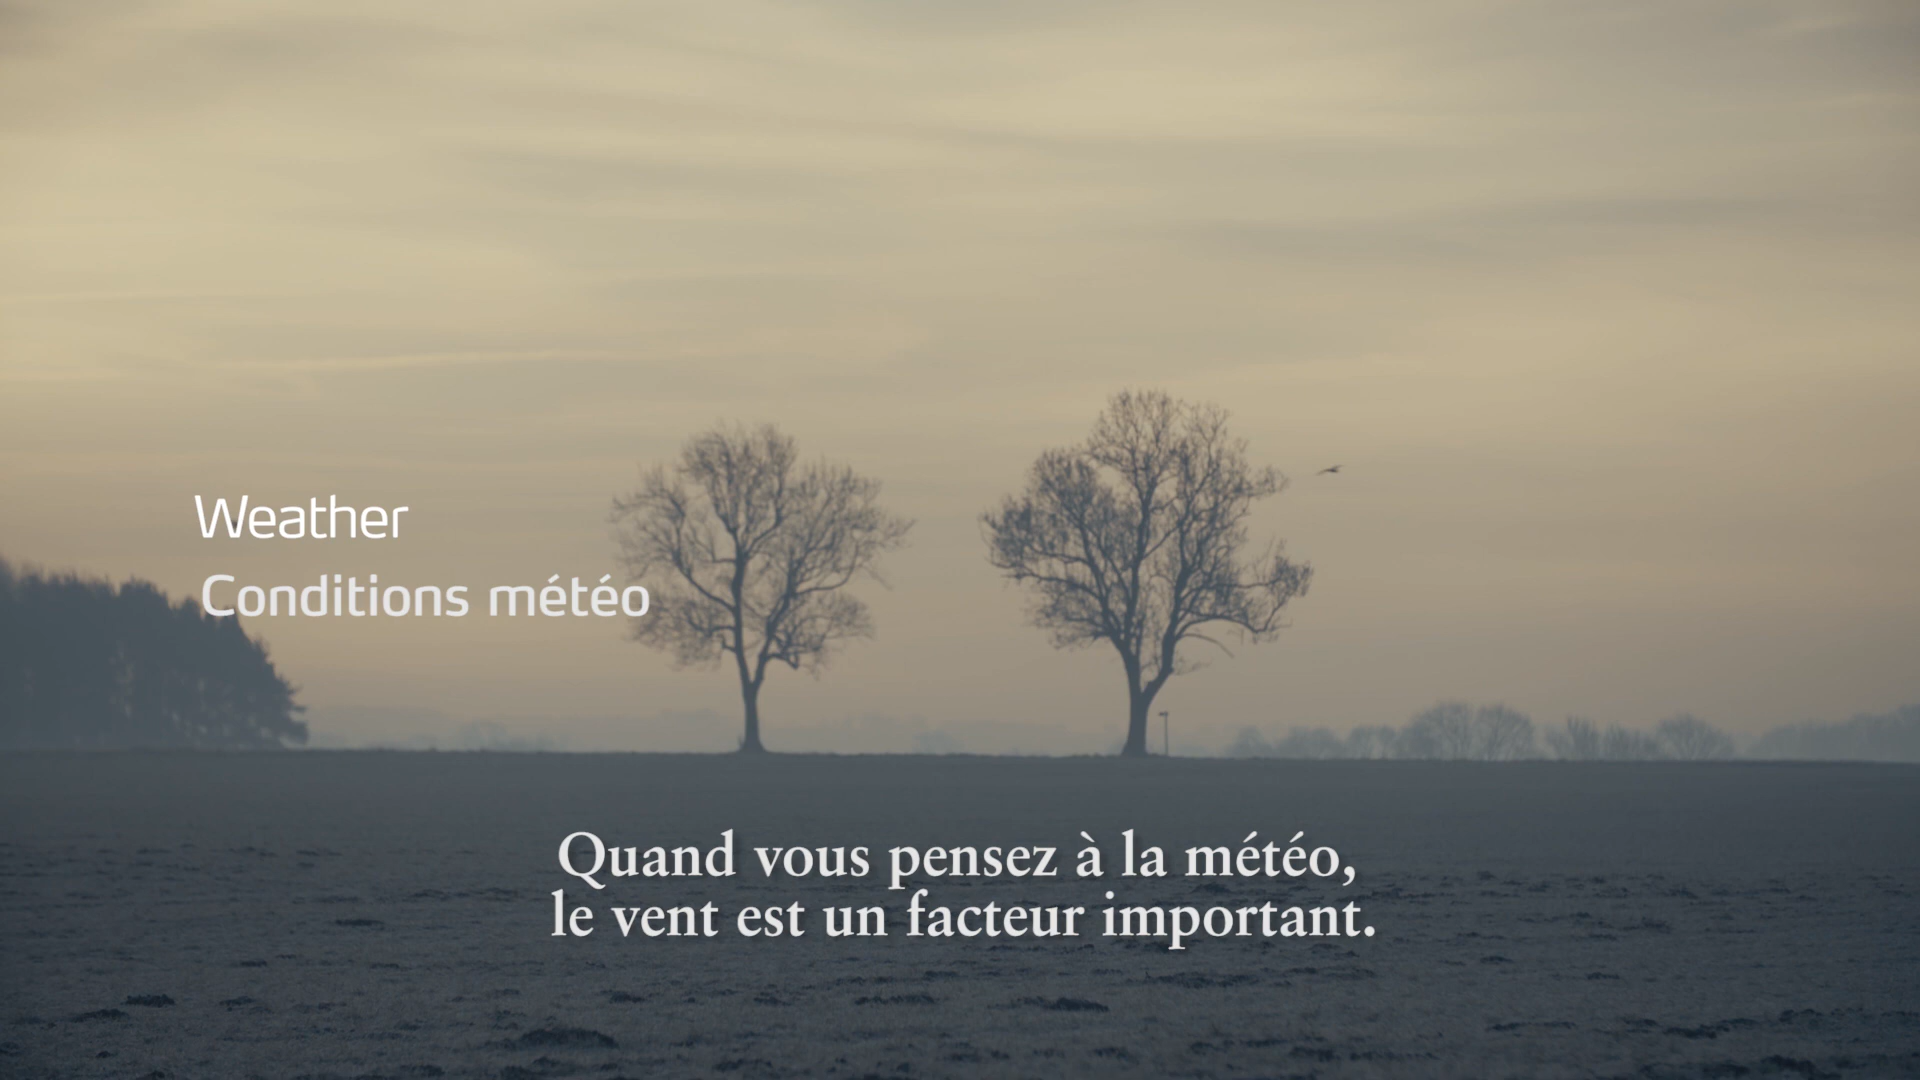 Weather
Conditions météo
Quand vous pensez à la météo,
le vent est un facteur important.